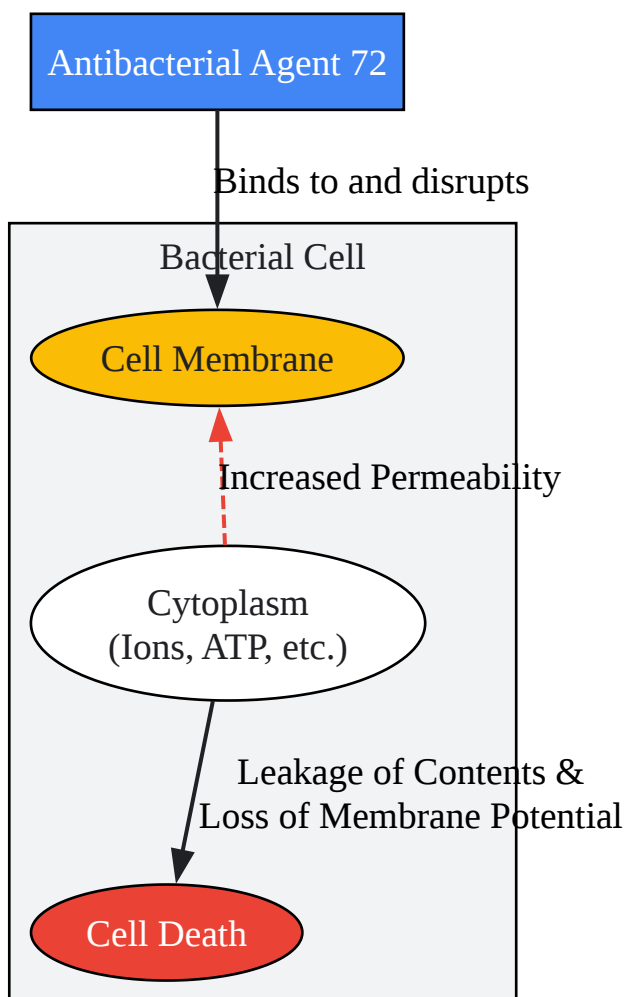 Antibacterial Agent 72
Binds to and disrupts
Bacterial Cell
Cell Membrane
Increased Permeability
Cytoplasm
(Ions, ATP, etc.)
Leakage of Contents &
Loss of Membrane Potential
Cell Death